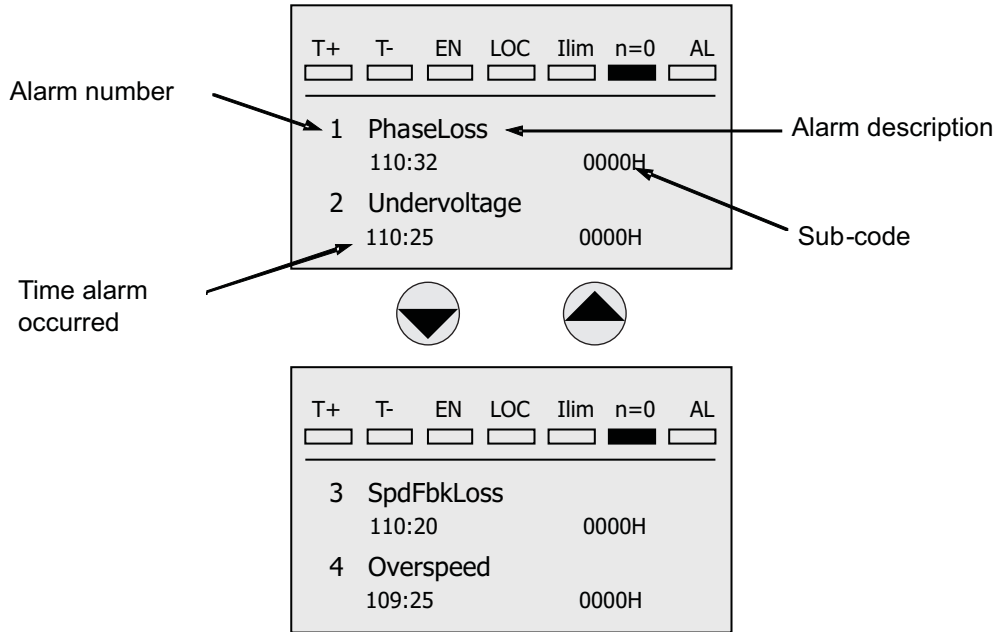 T+ T- EN LOC Ilim n=0 AL
Alarm number
1 PhaseLoss
Alarm description
110:32 0000H
2 Undervoltage
110:25 0000H
Sub-code
Time alarm
occurred
T+ T- EN LOC Ilim n=0 AL
3 SpdFbkLoss
110:20 0000H
4 Overspeed
109:25 0000H